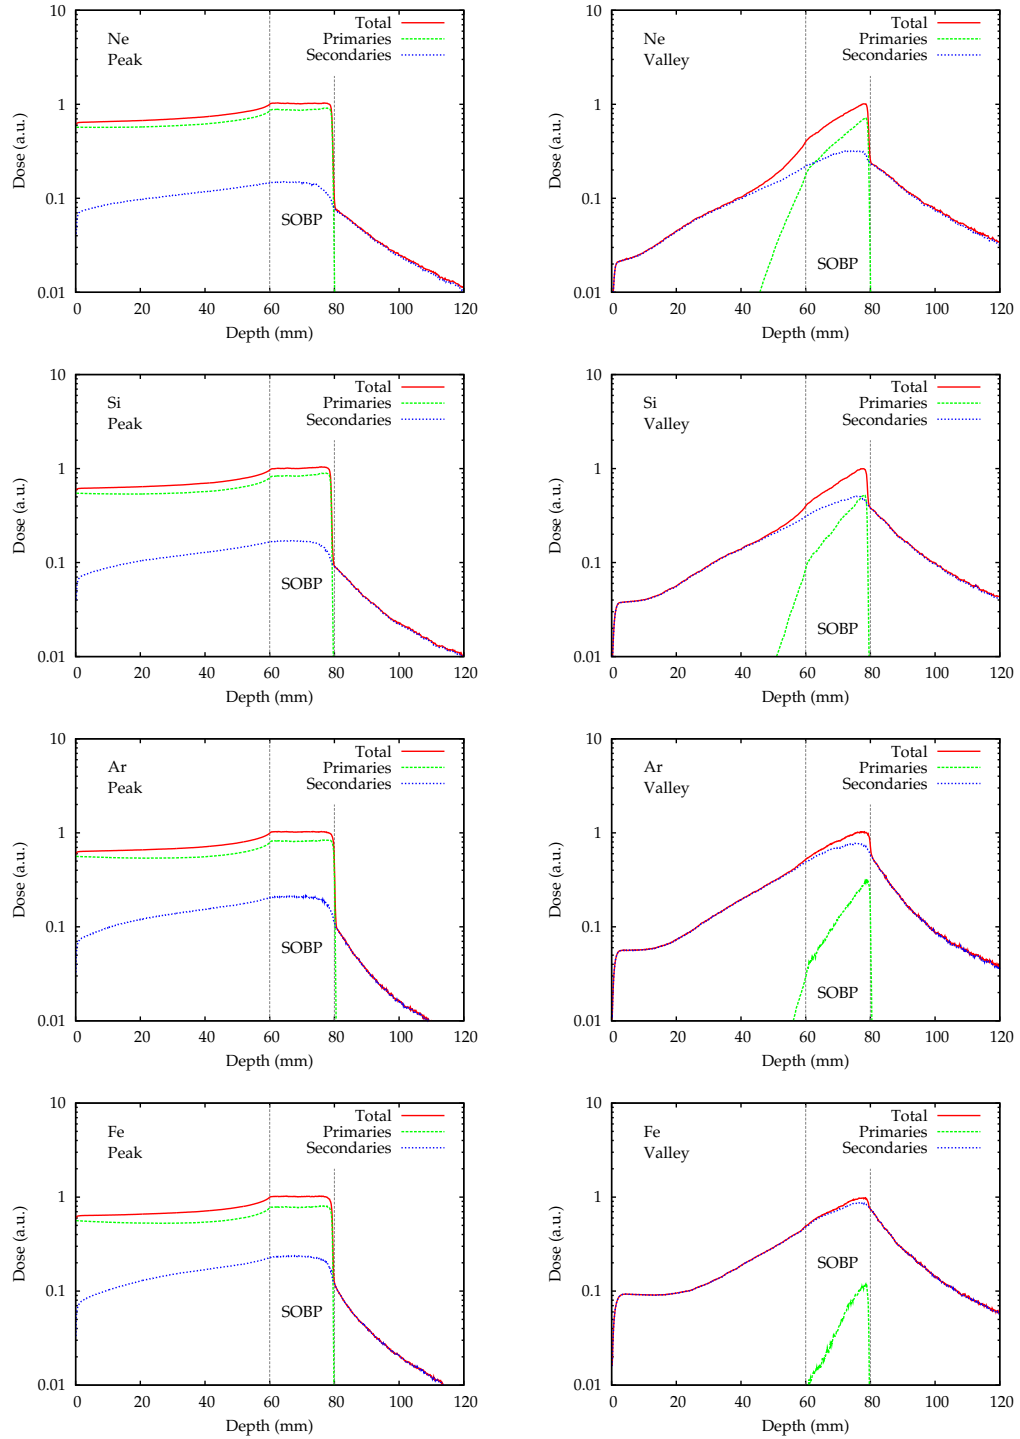 Ne
Peak
Total
Primaries
Secondaries
SOBP
Dose (a.u.)
10
1
0.1
0.01
0 20 40 60 80 100 120
Depth (mm)
Ne
Valley
Total
Primaries
Secondaries
SOBP
Dose (a.u.)
10
1
0.1
0.01
0 20 40 60 80 100 120
Depth (mm)
Si
Peak
Total
Primaries
Secondaries
SOBP
Dose (a.u.)
10
1
0.1
0.01
0 20 40 60 80 100 120
Depth (mm)
Si
Valley
Total
Primaries
Secondaries
SOBP
Dose (a.u.)
10
1
0.1
0.01
0 20 40 60 80 100 120
Depth (mm)
Ar
Peak
Total
Primaries
Secondaries
SOBP
Dose (a.u.)
10
1
0.1
0.01
0 20 40 60 80 100 120
Depth (mm)
Ar
Valley
Total
Primaries
Secondaries
SOBP
Dose (a.u.)
10
1
0.1
0.01
0 20 40 60 80 100 120
Depth (mm)
Fe
Peak
Total
Primaries
Secondaries
SOBP
Dose (a.u.)
10
1
0.1
0.01
0 20 40 60 80 100 120
Depth (mm)
Fe
Valley
Total
Primaries
Secondaries
SOBP
Dose (a.u.)
10
1
0.1
0.01
0 20 40 60 80 100 120
Depth (mm)